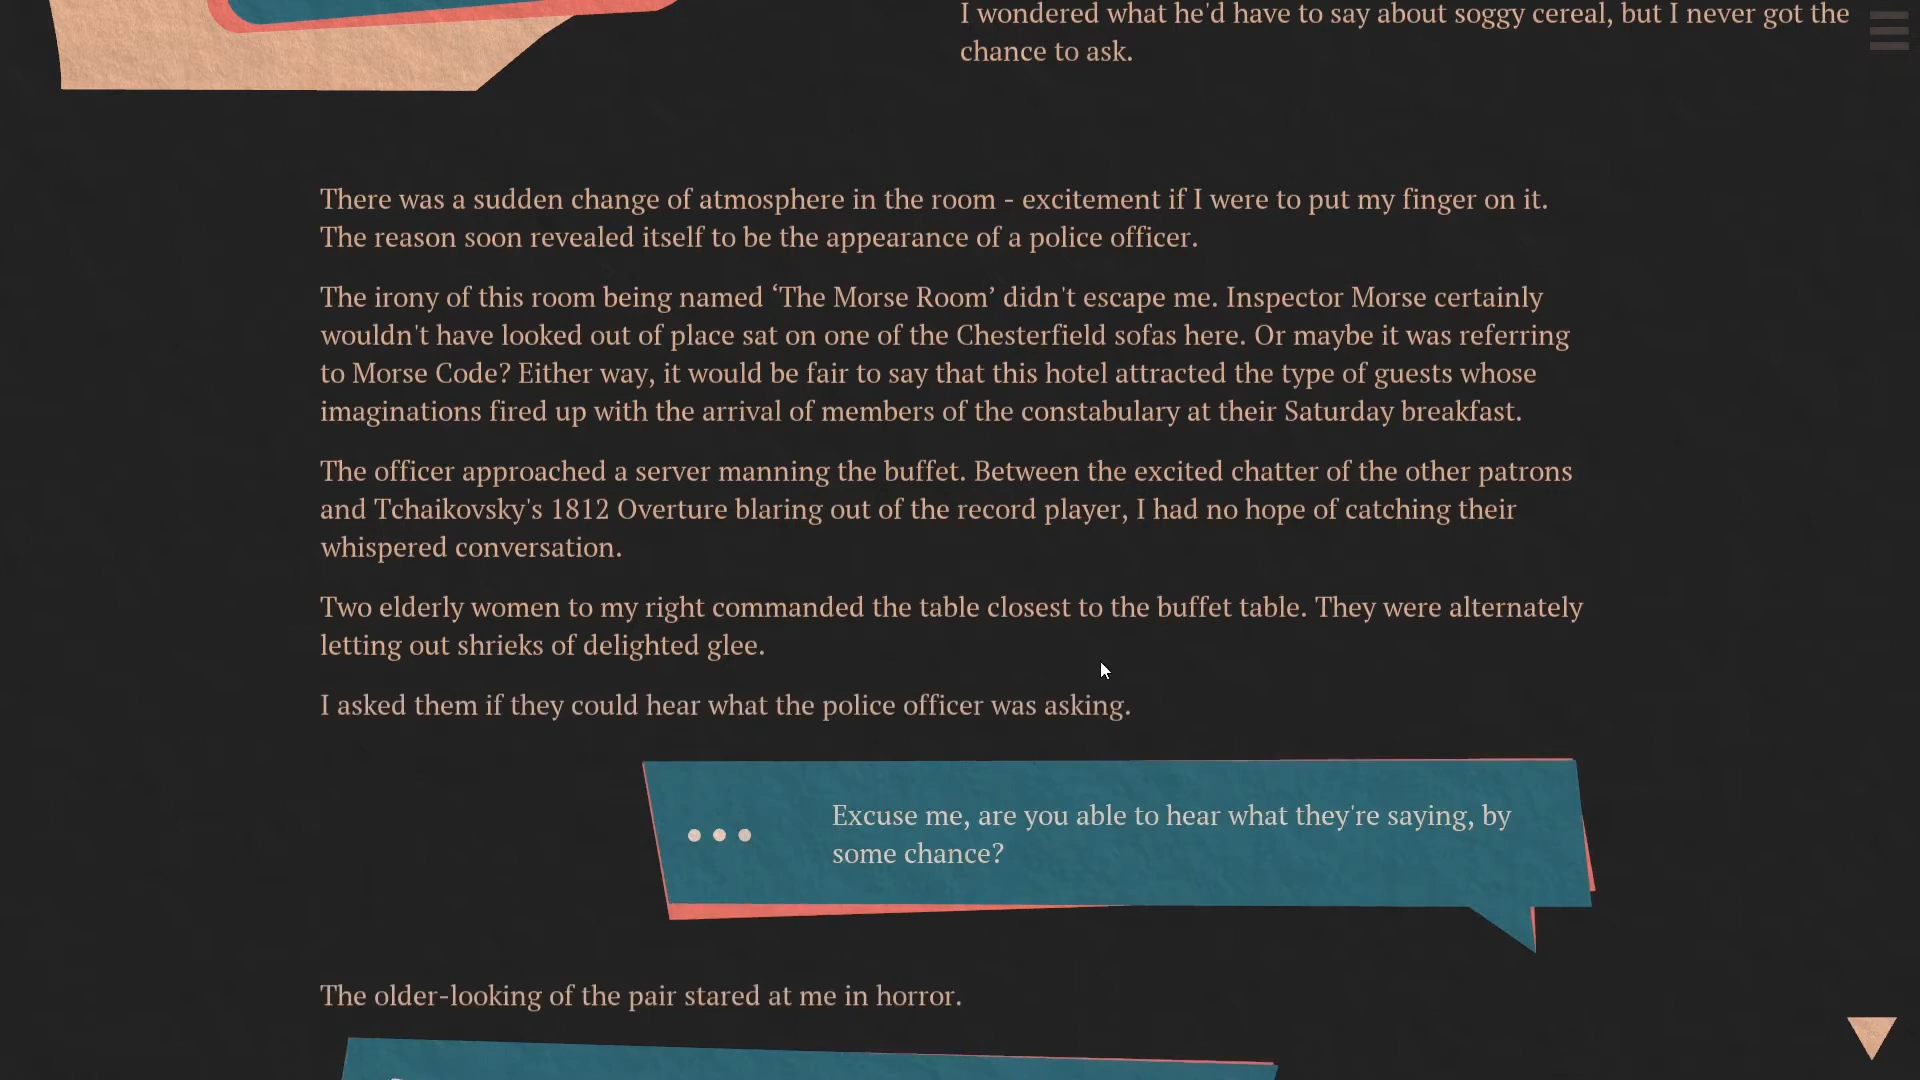 I wondered what he'd have to say about soggy cereal, but I never got the
chance to ask.
There was a sudden change of atmosphere in the room - excitement if I were to put my finger on it.
The reason soon revealed itself to be the appearance of a police officer.
The irony of this room being named ‘The Morse Room’ didn't escape me. Inspector Morse certainly
wouldn't have looked out of place sat on one of the Chesterfield sofas here. Or maybe it was referring
to Morse Code? Either way, it would be fair to say that this hotel attracted the type of guests whose
imaginations fired up with the arrival of members of the constabulary at their Saturday breakfast.
The officer approached a server manning the buffet. Between the excited chatter of the other patrons
and Tchaikovsky's 1812 Overture blaring out of the record player, I had no hope of catching their
whispered conversation.
Two elderly women to my right commanded the table closest to the buffet table. They were alternately
letting out shrieks of delighted glee.
I asked them if they could hear what the police officer was asking.
Excuse me, are you able to hear what they're saying, by
some chance?
The older-looking of the pair stared at me in horror.